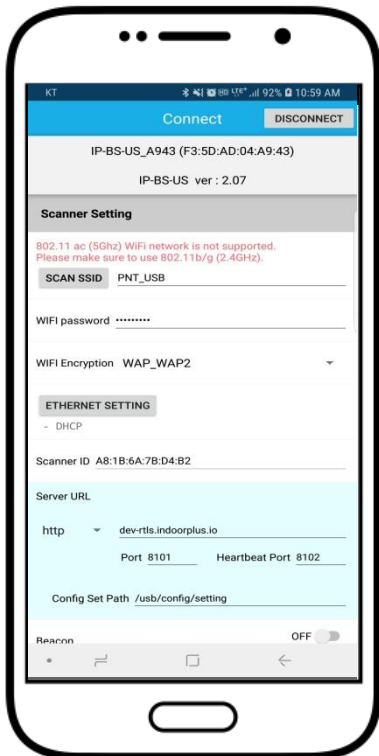 KT 92% 10:59 AM
Connect DISCONNECT
IP-BS-US_A943 (F3:5D:AD:04:A9:43)
IP-BS-US ver : 2.07
Scanner Setting
802.11 ac (5Ghz) WiFi network is not supported.
Please make sure to use 802.11b/g (2.4GHz).
SCAN SSID PNT_USB
WIFI password ·········
WIFI Encryption WAP_WAP2
ETHERNET SETTING
- DHCP
Scanner ID A8:1B:6A:7B:D4:B2
Server URL
http dev-rtls.indoorplus.io
Port 8101 Heartbeat Port 8102
Config Set Path /usb/config/setting
Beacon OFF